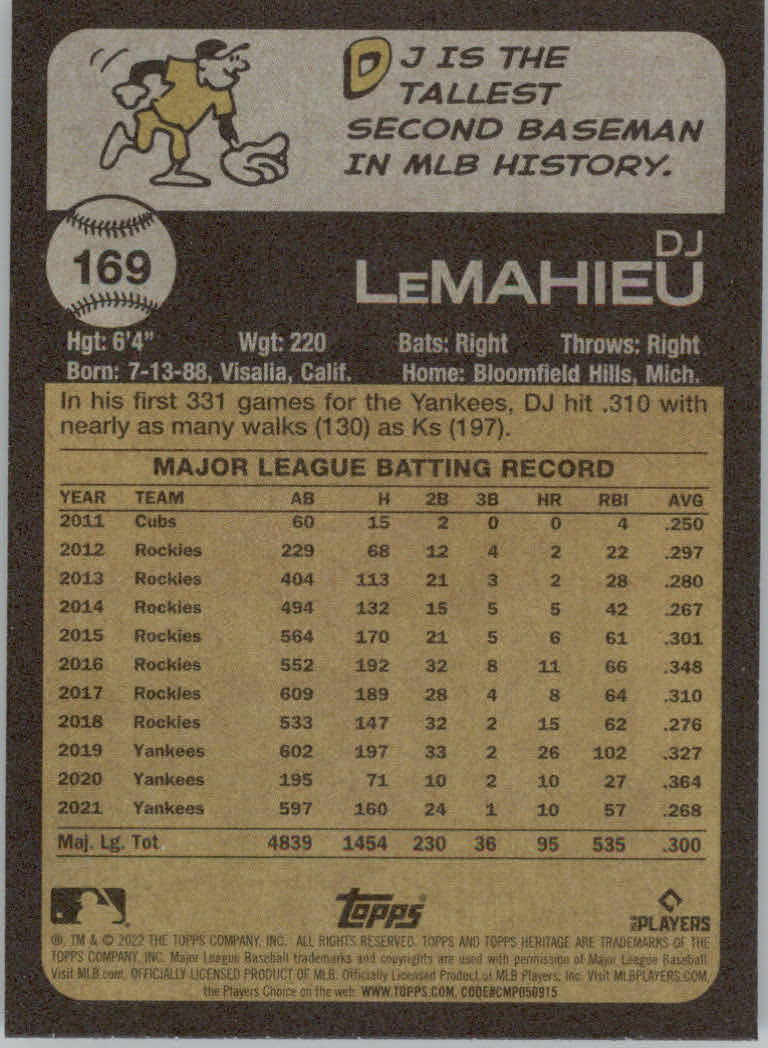 DJ IS THE
TALLEST
SECOND BASEMAN
IN MLB HISTORY.
169
DJ
LeMAHIEU
Hgt: 6'4" Wgt: 220 Bats: Right Throws: Right
Born: 7-13-88, Visalia, Calif. Home: Bloomfield Hills, Mich.
In his first 331 games for the Yankees, DJ hit .310 with
nearly as many walks (130) as Ks (197).
MAJOR LEAGUE BATTING RECORD
YEAR TEAM AB H 2B 3B HR RBI AVG
2011 Cubs 60 15 2 0 0 4 .250
2012 Rockies 229 68 12 4 2 22 .297
2013 Rockies 404 113 21 3 2 28 .280
2014 Rockies 494 132 15 5 5 42 .267
2015 Rockies 564 170 21 5 6 61 .301
2016 Rockies 552 192 32 8 11 66 .348
2017 Rockies 609 189 28 4 8 64 .310
2018 Rockies 533 147 32 2 15 62 .276
2019 Yankees 602 197 33 2 26 102 .327
2020 Yankees 195 71 10 2 10 27 .364
2021 Yankees 597 160 24 1 10 57 .268
Maj. Lg. Tot. 4839 1454 230 36 95 535 .300
Topps
MLB PLAYERS
®, TM & © 2022 THE TOPPS COMPANY, INC. ALL RIGHTS RESERVED. TOPPS AND TOPPS HERITAGE ARE TRADEMARKS OF THE
TOPPS COMPANY, INC. Major League Baseball trademarks and copyrights are used with permission of Major League Baseball.
Visit MLB.com. OFFICIALLY LICENSED PRODUCT OF MLB. Officially Licensed Product of MLB Players, Inc. Visit MLBPLAYERS.COM,
the Players Choice on the web. WWW.TOPPS.COM, CODE#CMP050915